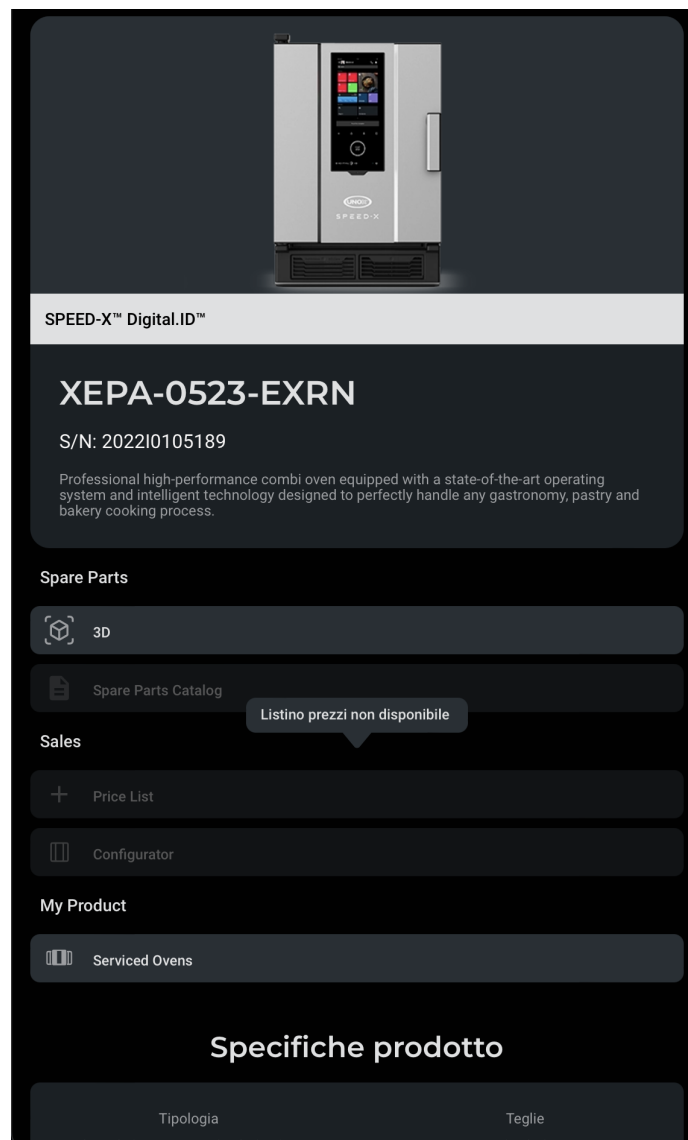 UNOX
SPEED-X
SPEED-X™ Digital.ID™
XEPA-0523-EXRN
S/N: 2022I0105189
Professional high-performance combi oven equipped with a state-of-the-art operating
system and intelligent technology designed to perfectly handle any gastronomy, pastry and
bakery cooking process.
Spare Parts
3D
Spare Parts Catalog
Listino prezzi non disponibile
Sales
Price List
Configurator
My Product
Serviced Ovens
Specifiche prodotto
Tipologia
Teglie